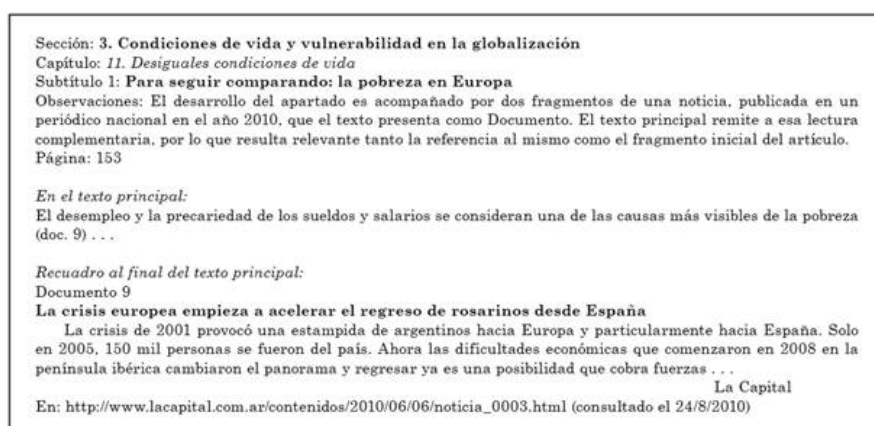 Sección: 3. Condiciones de vida y vulnerabilidad en la globalización
Capítulo: 11. Desiguales condiciones de vida
Subtítulo 1: Para seguir comparando: la pobreza en Europa
Observaciones: El desarrollo del apartado es acompañado por dos fragmentos de una noticia, publicada en un
periódico nacional en el año 2010, que el texto presenta como Documento. El texto principal remite a esa lectura
complementaria, por lo que resulta relevante tanto la referencia al mismo como el fragmento inicial del artículo.
Página: 153
En el texto principal:
El desempleo y la precariedad de los sueldos y salarios se consideran una de las causas más visibles de la pobreza
(doc. 9) . . .
Recuadro al final del texto principal:
Documento 9
La crisis europea empieza a acelerar el regreso de rosarinos desde España
La crisis de 2001 provocó una estampida de argentinos hacia Europa y particularmente hacia España. Solo
en 2005, 150 mil personas se fueron del país. Ahora las dificultades económicas que comenzaron en 2008 en la
península ibérica cambiaron el panorama y regresar ya es una posibilidad que cobra fuerzas . . .
La Capital
En: http://www.lacapital.com.ar/contenidos/2010/06/06/noticia_0003.html (consultado el 24/8/2010)